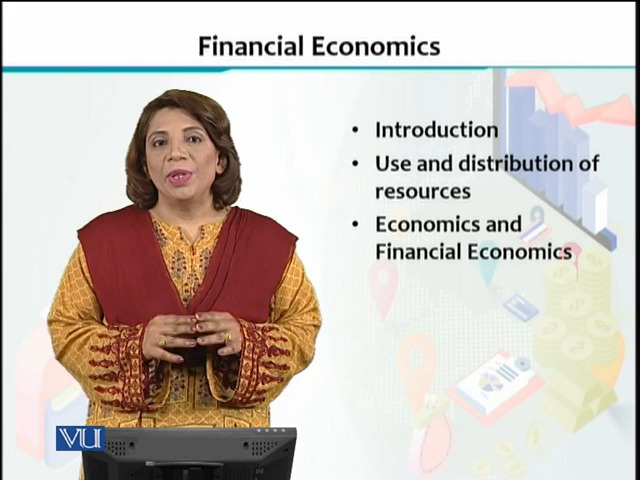 Financial Economics
• Introduction
• Use and distribution of
resources
• Economics and
Financial Economics
VU